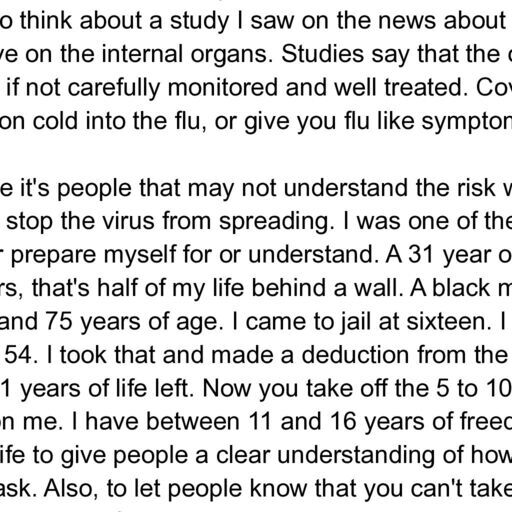 o think about a study I saw on the news about
ve on the internal organs. Studies say that the
if not carefully monitored and well treated. Cov
on cold into the flu, or give you flu like sympton
e it's people that may not understand the risk
stop the virus from spreading. I was one of the
r prepare myself for or understand. A 31 year o
rs, that's half of my life behind a wall. A black m
and 75 years of age. I came to jail at sixteen. I
54. I took that and made a deduction from the
1 years of life left. Now you take off the 5 to 10
on me. I have between 11 and 16 years of freed
ife to give people a clear understanding of how
ask. Also, to let people know that you can't take